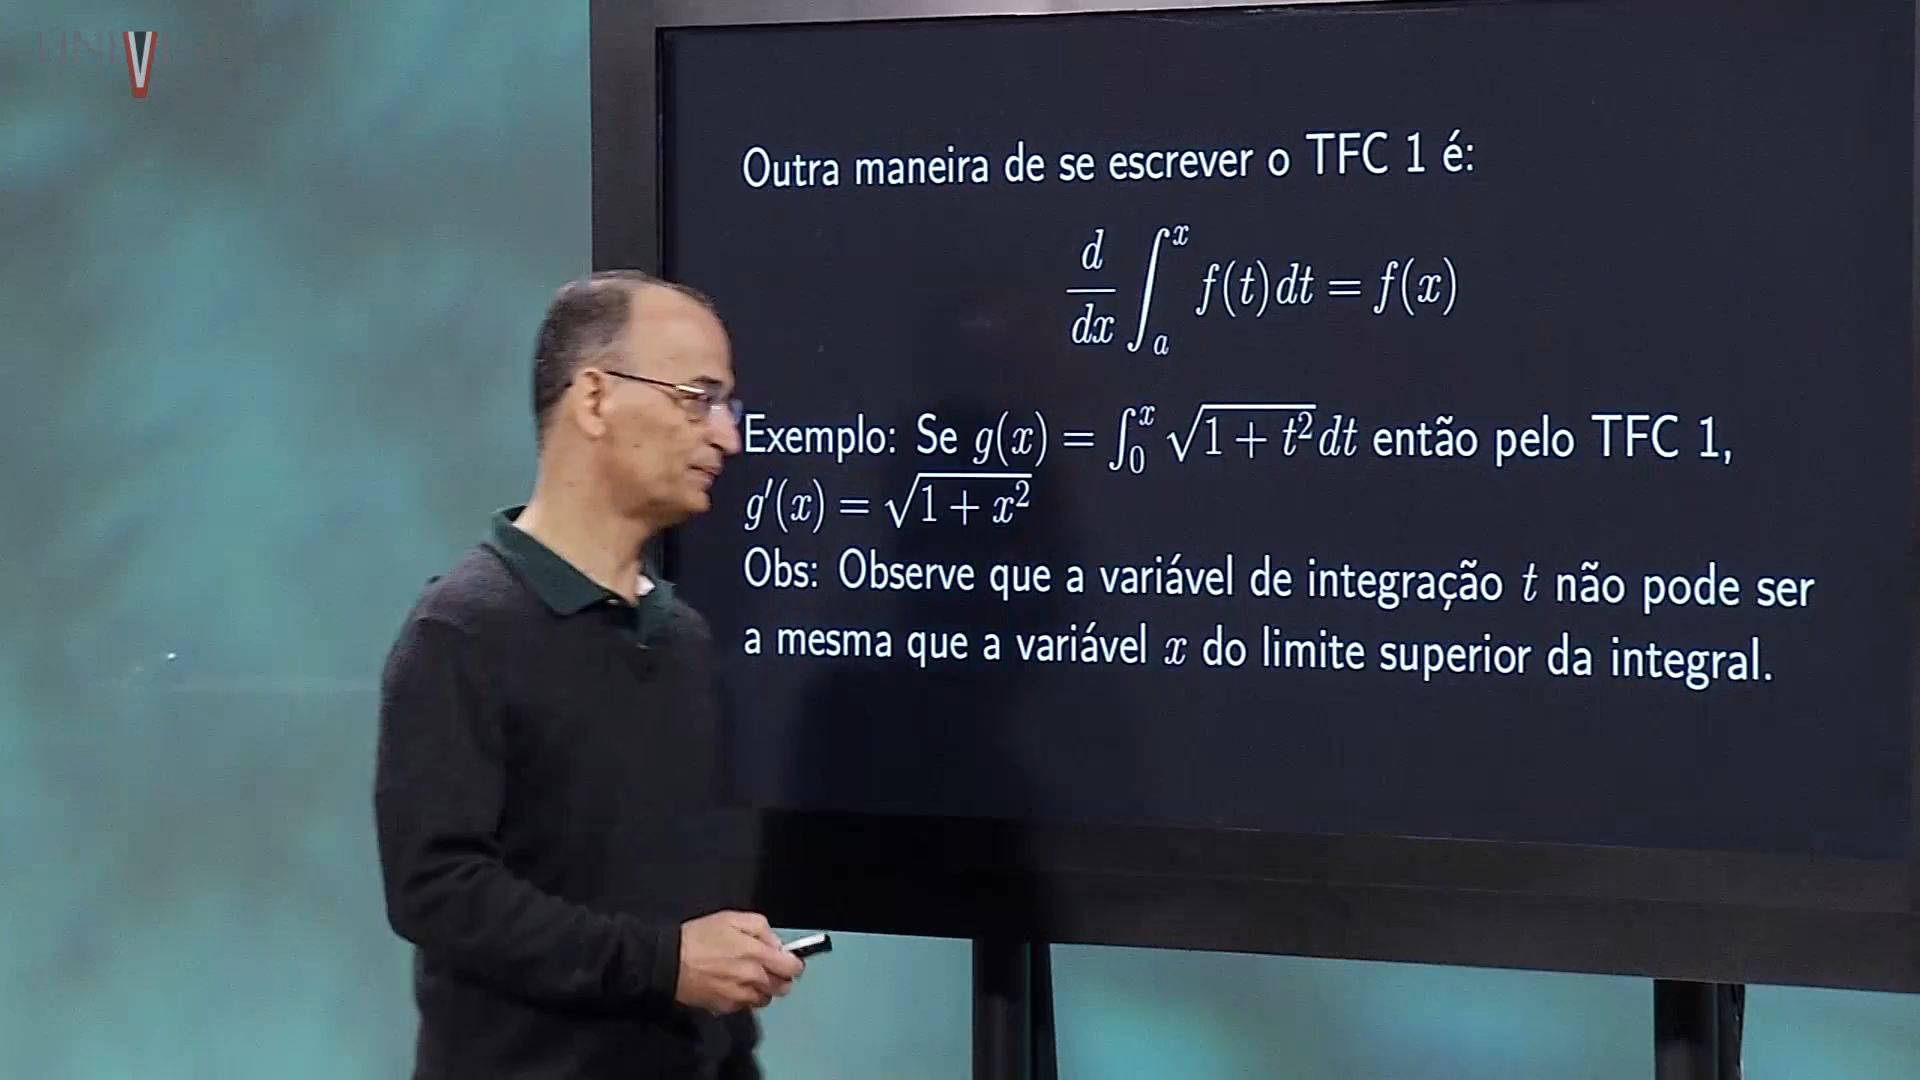 UNIVESP
Outra maneira de se escrever o TFC 1 é:
d/dx ∫_a^x f(t)dt = f(x)
Exemplo: Se g(x) = ∫_0^x √(1 + t²) dt então pelo TFC 1,
g′(x) = √(1 + x²)
Obs: Observe que a variável de integração t não pode ser
a mesma que a variável x do limite superior da integral.